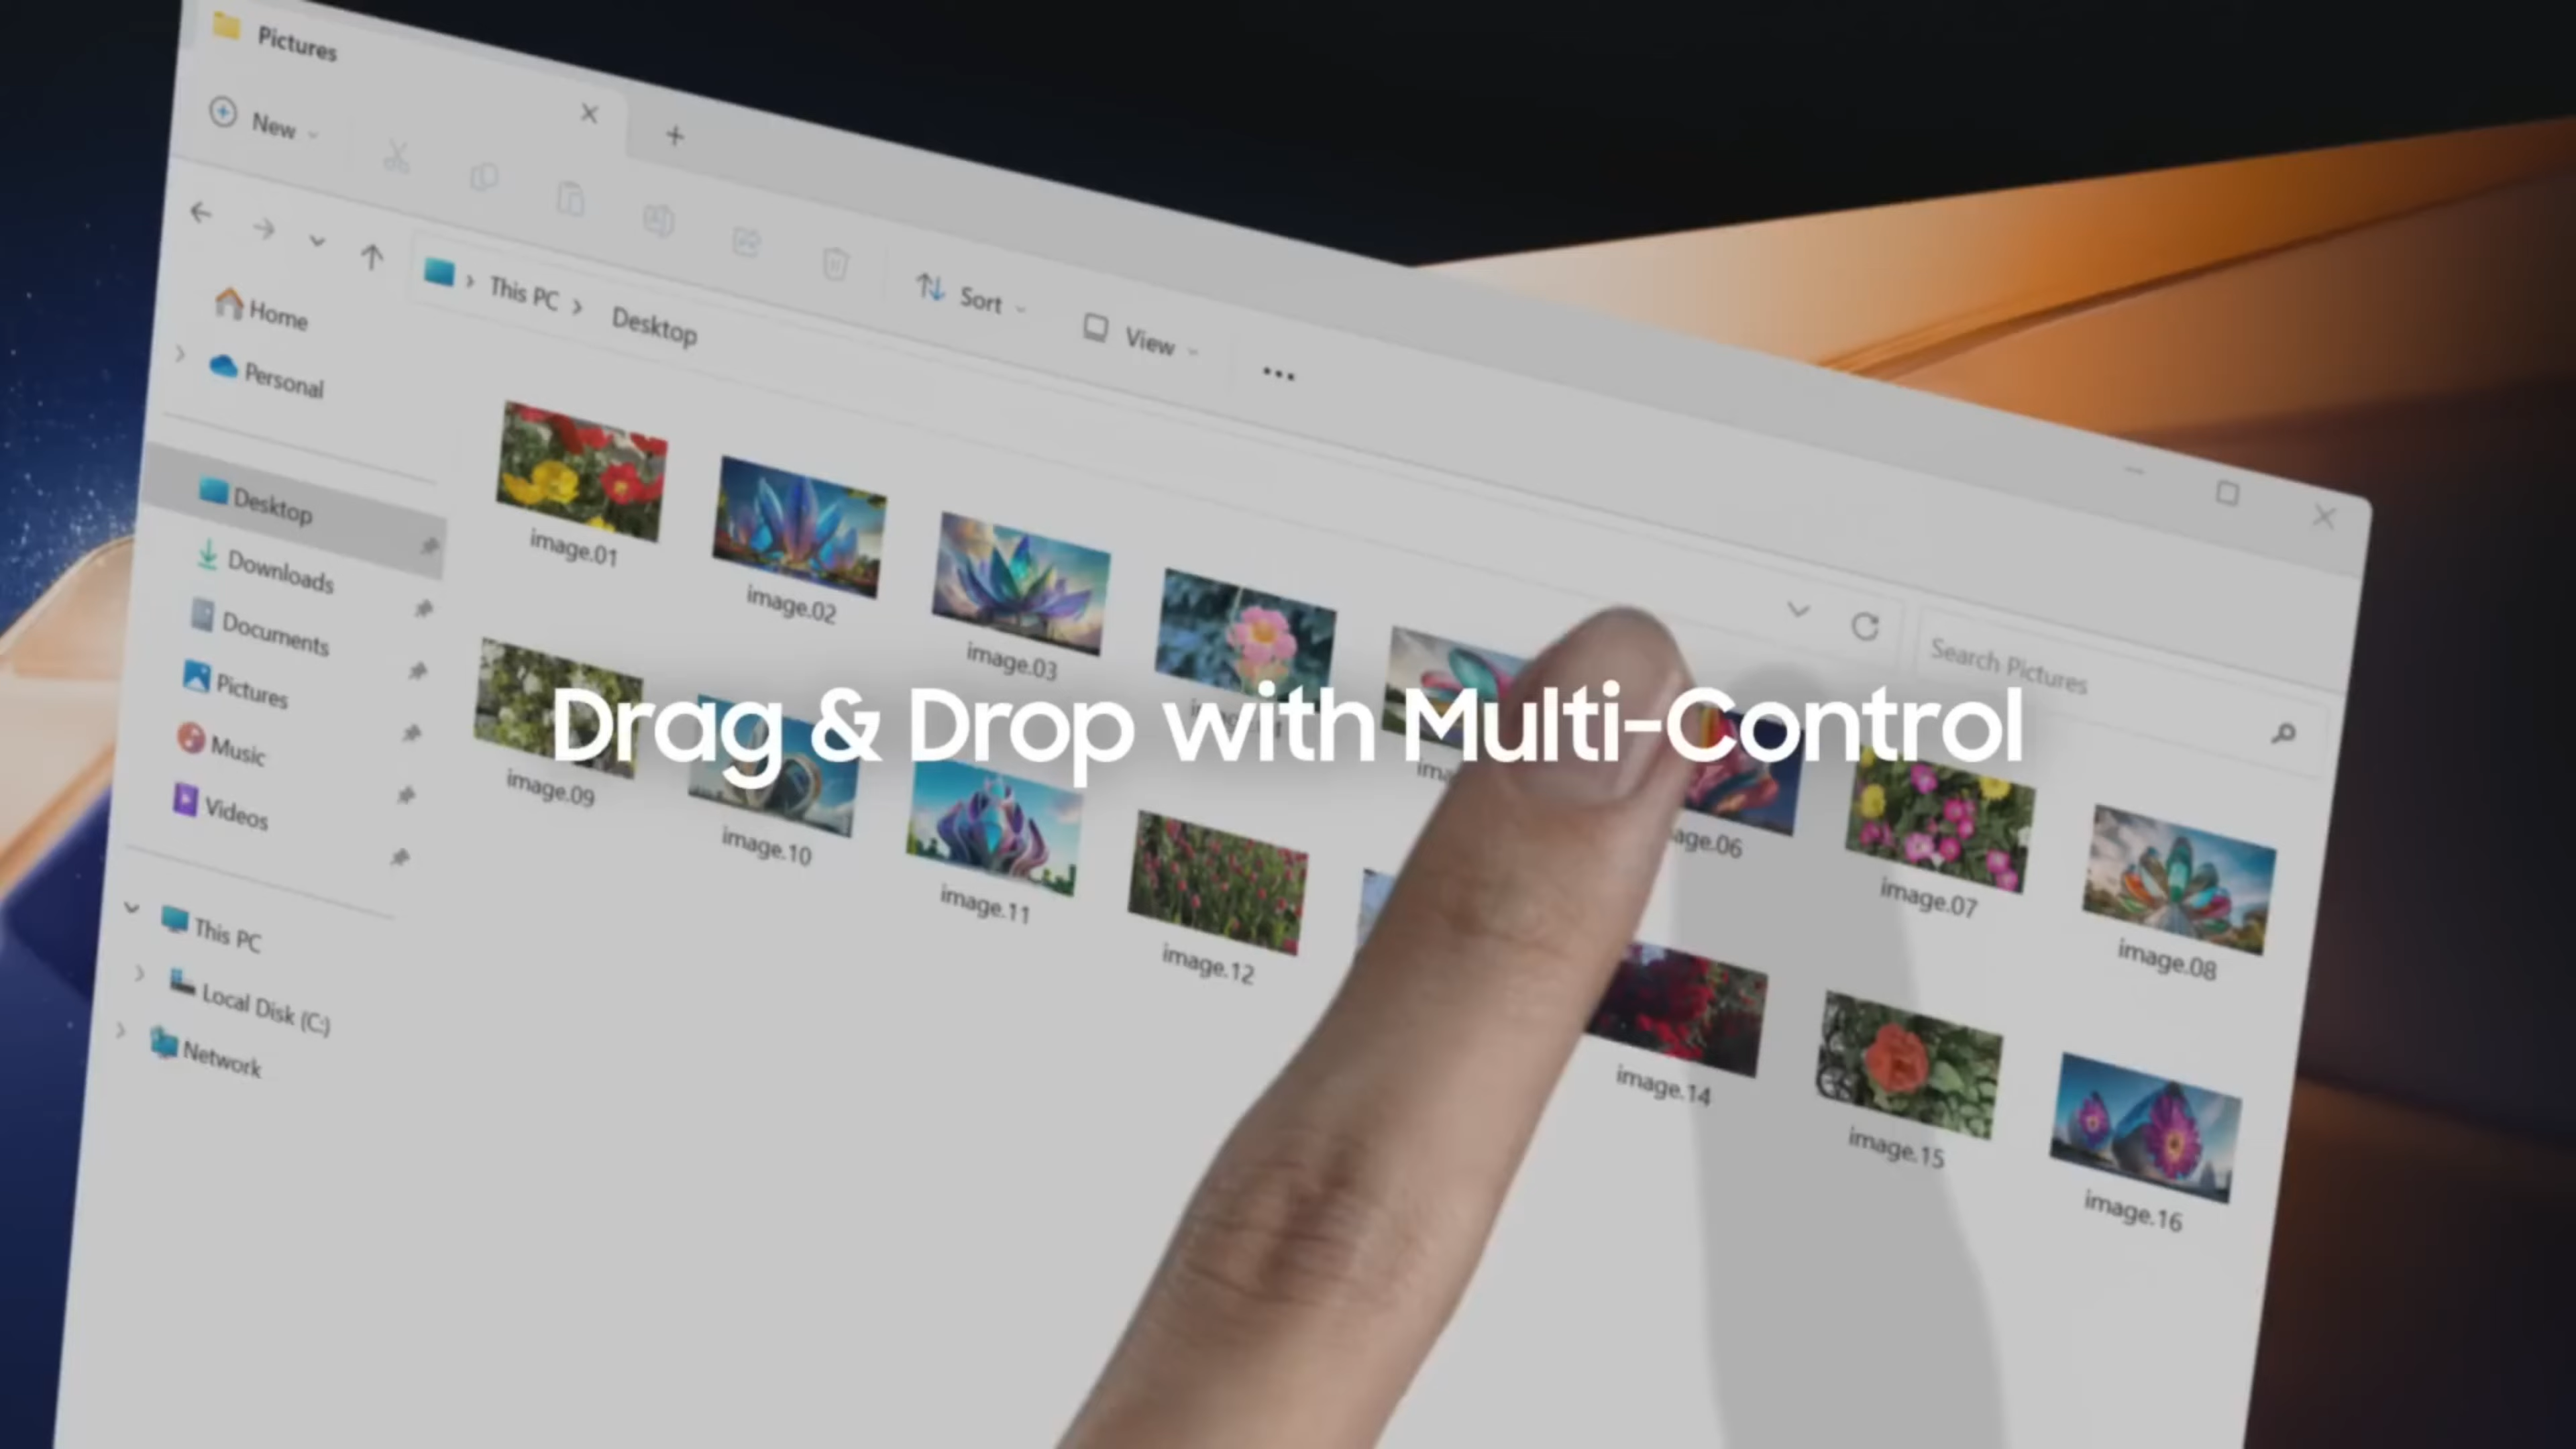 Pictures
New
Sort
View
This PC
Desktop
Search Pictures
Home
Personal
Desktop
Downloads
Documents
Pictures
Music
Videos
This PC
Local Disk (C:)
Network
image.01
image.02
image.03
age.06
image.07
image.08
image.09
image.10
image.11
image.12
image.14
image.15
image.16
Drag & Drop with Multi-Control